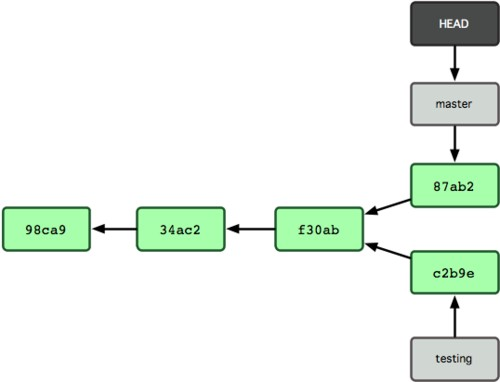 HEAD
master
87ab2
98ca9
34ac2
f30ab
c2b9e
testing